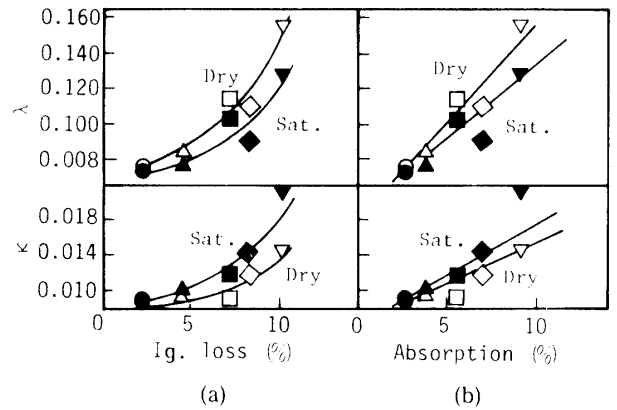 0.160
0.140
0.120
0.100
0.008
λ
Dry
Sat.
Dry
Sat.
0.018
0.014
0.010
κ
Sat.
Dry
Sat.
Dry
0 5 10 0 5 10
Ig. loss (%) Absorption (%)
(a) (b)